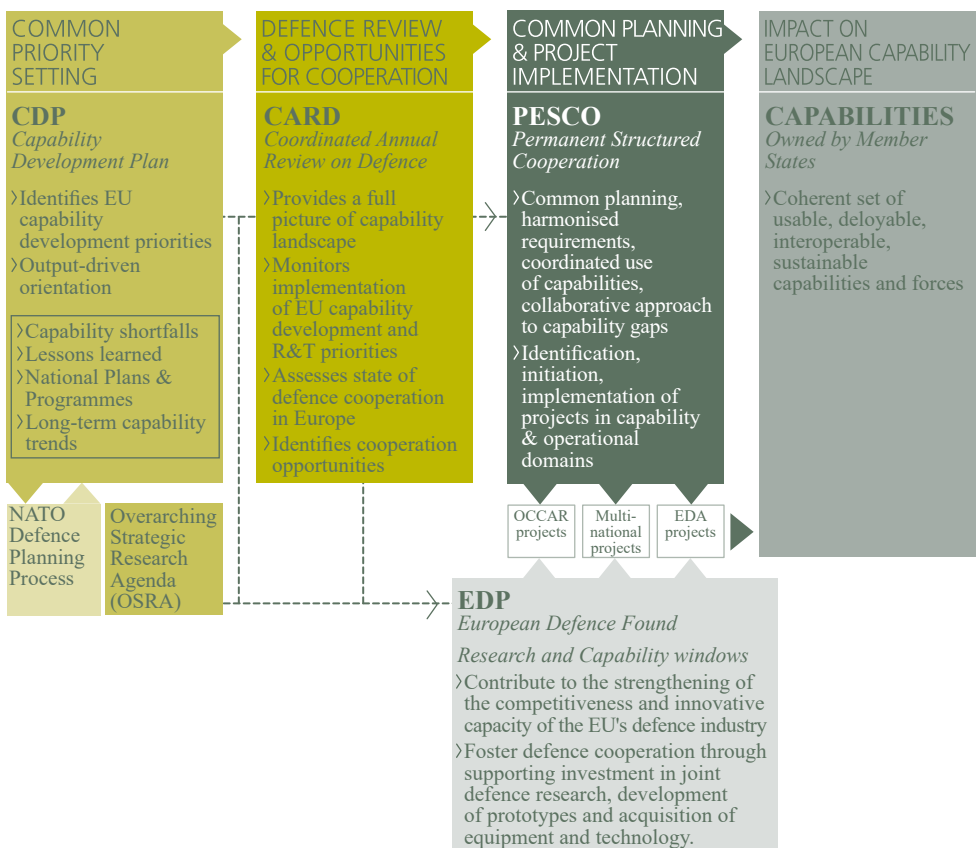 COMMON
PRIORITY
SETTING
CDP
Capability
Development Plan
〉Identifies EU
capability
development priorities
〉Output-driven
orientation
〉Capability shortfalls
〉Lessons learned
〉National Plans &
Programmes
〉Long-term capability
trends
NATO
Defence
Planning
Process
Overarching
Strategic
Research
Agenda
(OSRA)
DEFENCE REVIEW
& OPPORTUNITIES
FOR COOPERATION
CARD
Coordinated Annual
Review on Defence
〉Provides a full
picture of capability
landscape
〉Monitors
implementation
of EU capability
development and
R&T priorities
〉Assesses state of
defence cooperation
in Europe
〉Identifies cooperation
opportunities
COMMON PLANNING
& PROJECT
IMPLEMENTATION
PESCO
Permanent Structured
Cooperation
〉Common planning,
harmonised
requirements,
coordinated use
of capabilities,
collaborative approach
to capability gaps
〉Identification,
initiation,
implementation of
projects in capability
& operational
domains
OCCAR
projects
Multi-
national
projects
EDA
projects
EDP
European Defence Found
Research and Capability windows
〉Contribute to the strengthening of
the competitiveness and innovative
capacity of the EU's defence industry
〉Foster defence cooperation through
supporting investment in joint
defence research, development
of prototypes and acquisition of
equipment and technology.
IMPACT ON
EUROPEAN CAPABILITY
LANDSCAPE
CAPABILITIES
Owned by Member
States
〉Coherent set of
usable, deloyable,
interoperable,
sustainable
capabilities and forces